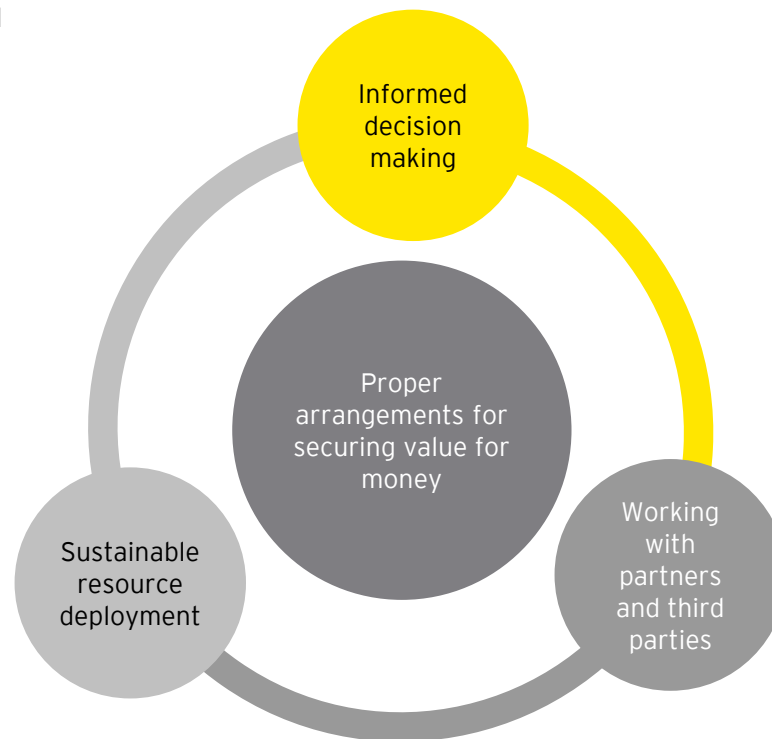 Informed
decision
making
Proper
arrangements for
securing value for
money
Sustainable
resource
deployment
Working
with
partners
and third
parties